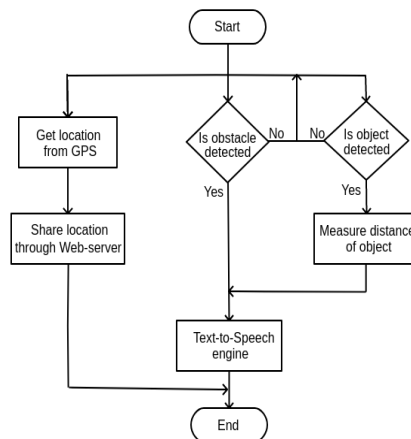 Start
Get location
from GPS
Is obstacle
detected
No
No
Is object
detected
Yes
Yes
Share location
through Web-server
Measure distance
of object
Text-to-Speech
engine
End